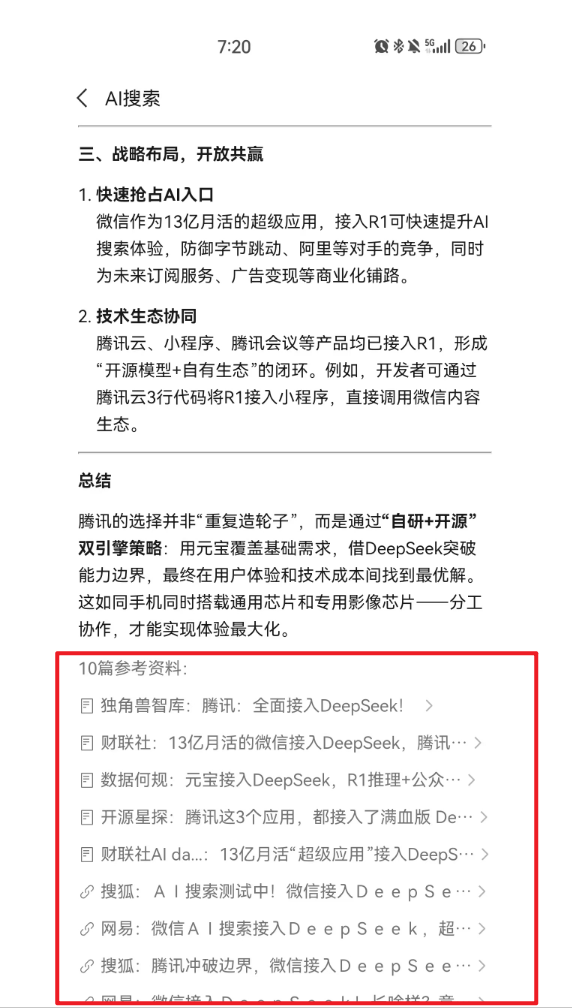 7:20
5G
26
AI搜索
三、战略布局，开放共赢
1. 快速抢占AI入口
微信作为13亿月活的超级应用，接入R1可快速提升AI
搜索体验，防御字节跳动、阿里等对手的竞争，同时
为未来订阅服务、广告变现等商业化铺路。
2. 技术生态协同
腾讯云、小程序、腾讯会议等产品均已接入R1，形成
“开源模型+自有生态”的闭环。例如，开发者可通过
腾讯云3行代码将R1接入小程序，直接调用微信内容
生态。
总结
腾讯的选择并非“重复造轮子”，而是通过“自研+开源”
双引擎策略：用元宝覆盖基础需求，借DeepSeek突破
能力边界，最终在用户体验和技术成本间找到最优解。
这如同手机同时搭载通用芯片和专用影像芯片——分工
协作，才能实现体验最大化。
10篇参考资料：
独角兽智库：腾讯：全面接入DeepSeek！
财联社：13亿月活的微信接入DeepSeek，腾讯…
数据何规：元宝接入DeepSeek，R1推理+公众…
开源星探：腾讯这3个应用，都接入了满血版 De…
财联社AI da...：13亿月活“超级应用”接入DeepS…
搜狐：ＡＩ搜索测试中！微信接入ＤｅｅｐＳｅ…
网易：微信ＡＩ搜索接入ＤｅｅｐＳｅｅｋ，超…
搜狐：腾讯冲破边界，微信接入ＤｅｅｐＳｅｅ…
网易：微信接入ＤｅｅｐＳｅｅｋ！长啥样？意…